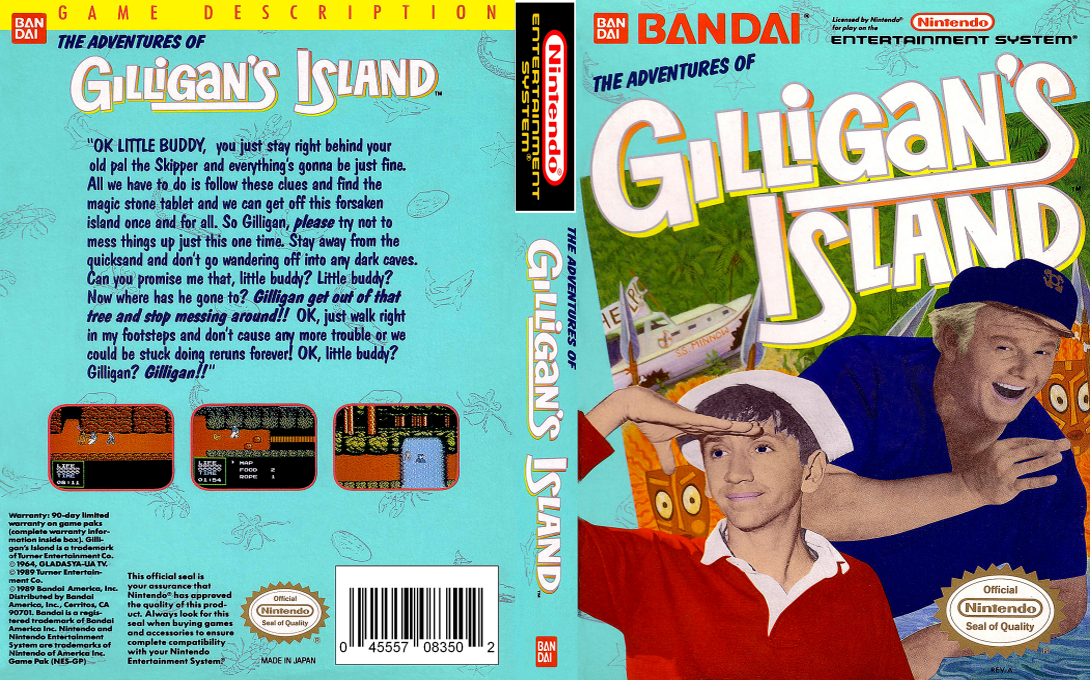 BAN
DAI
GAME DESCRIPTION
THE ADVENTURES OF
GILLIGAN'S ISLAND™
"OK LITTLE BUDDY, you just stay right behind your
old pal the Skipper and everything's gonna be just fine.
All we have to do is follow these clues and find the
magic stone tablet and we can get off this forsaken
island once and for all. So Gilligan, please try not to
mess things up just this one time. Stay away from the
quicksand and don't go wandering off into any dark caves.
Can you promise me that, little buddy? Little buddy?
Now where has he gone to? Gilligan get out of that
tree and stop messing around!! OK, just walk right
in my footsteps and don't cause any more trouble or we
could be stuck doing reruns forever! OK, little buddy?
Gilligan? Gilligan!!"
LIFE
TIME
08:11
LIFE
TIME
01:54
* MAP
FOOD 2
ROPE 1
Warranty: 90-day limited
warranty on game paks
(complete warranty infor-
mation inside box). Gilli-
gan's Island is a trademark
of Turner Entertainment Co.
© 1964, GLADASYA-UA TV.
© 1989 Turner Entertain-
ment Co.
© 1989 Bandai America, Inc.
Distributed by Bandai
America, Inc., Cerritos, CA
90701. Bandai is a regis-
tered trademark of Bandai
America Inc. Nintendo and
Nintendo Entertainment
System are trademarks of
Nintendo of America Inc.
Game Pak (NES-GP)
This official seal is
your assurance that
Nintendo® has approved
the quality of this prod-
uct. Always look for this
seal when buying games
and accessories to ensure
complete compatibility
with your Nintendo
Entertainment System.®
Official
Nintendo
Seal of Quality
®
MADE IN JAPAN
0 45557 08350 2
Nintendo®
ENTERTAINMENT
SYSTEM®
THE ADVENTURES OF
GILLIGAN'S ISLAND™
BAN
DAI
BAN
DAI
BANDAI®
Licensed by Nintendo®
for play on the
Nintendo
ENTERTAINMENT SYSTEM®
THE ADVENTURES OF
GILLIGAN'S
ISLAND™
SS MINNOW
Official
Nintendo
Seal of Quality
REV-A